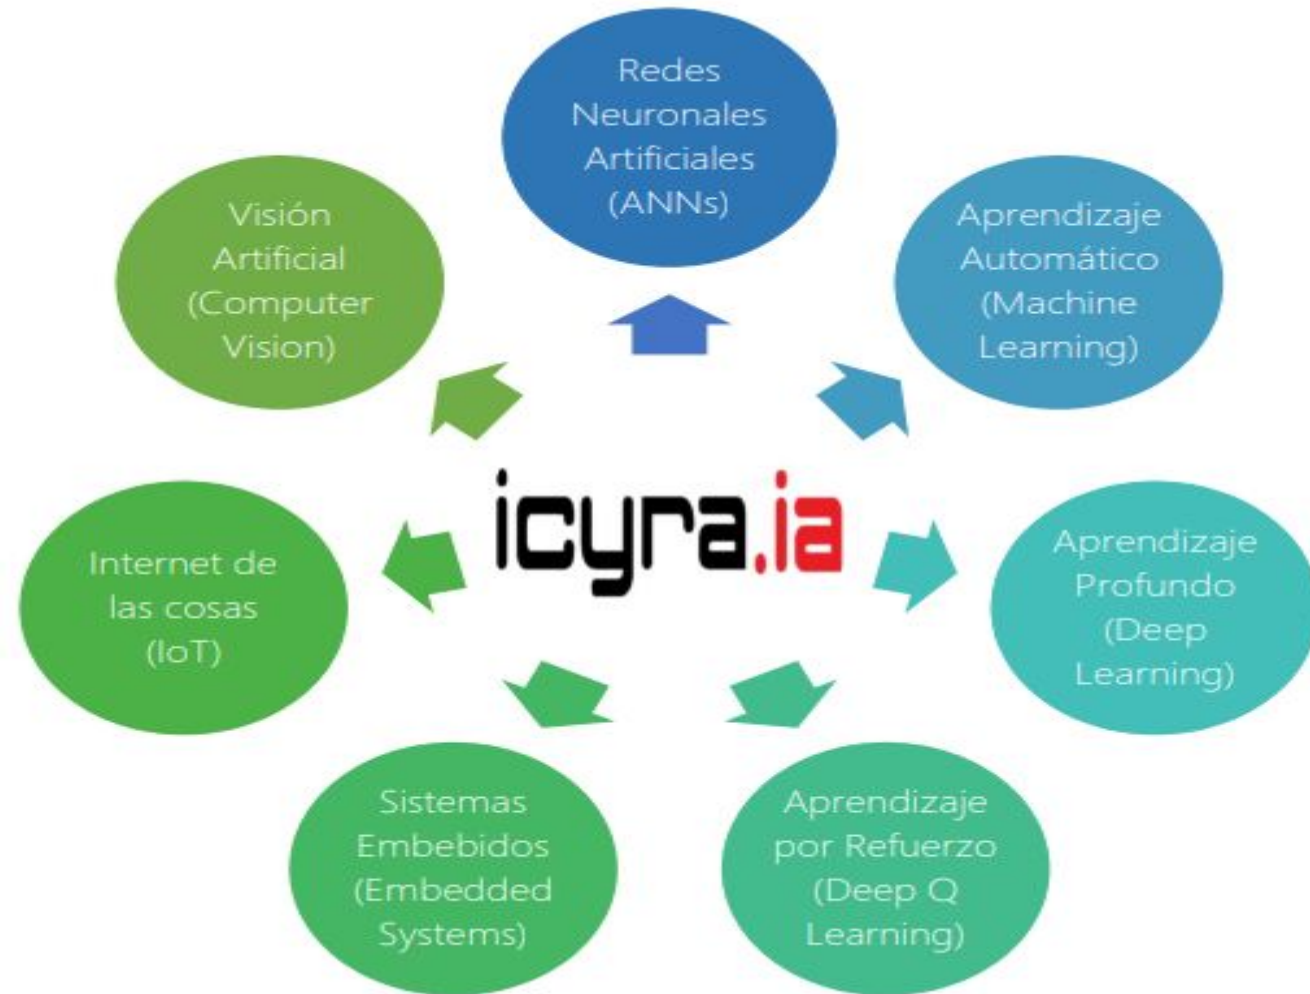 Redes
Neuronales
Artificiales
(ANNs)
Aprendizaje
Automático
(Machine
Learning)
Aprendizaje
Profundo
(Deep
Learning)
Aprendizaje
por Refuerzo
(Deep Q
Learning)
Sistemas
Embebidos
(Embedded
Systems)
Internet de
las cosas
(IoT)
Visión
Artificial
(Computer
Vision)
icyra.ia